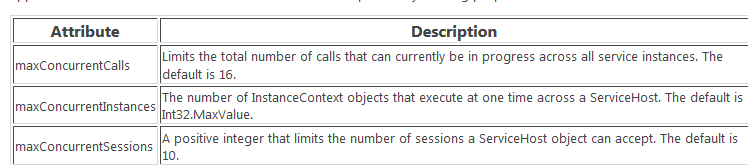 Attribute Description
maxConcurrentCalls
Limits the total number of calls that can currently be in progress across all service instances. The
default is 16.
maxConcurrentInstances
The number of InstanceContext objects that execute at one time across a ServiceHost. The default is
Int32.MaxValue.
maxConcurrentSessions
A positive integer that limits the number of sessions a ServiceHost object can accept. The default is
10.